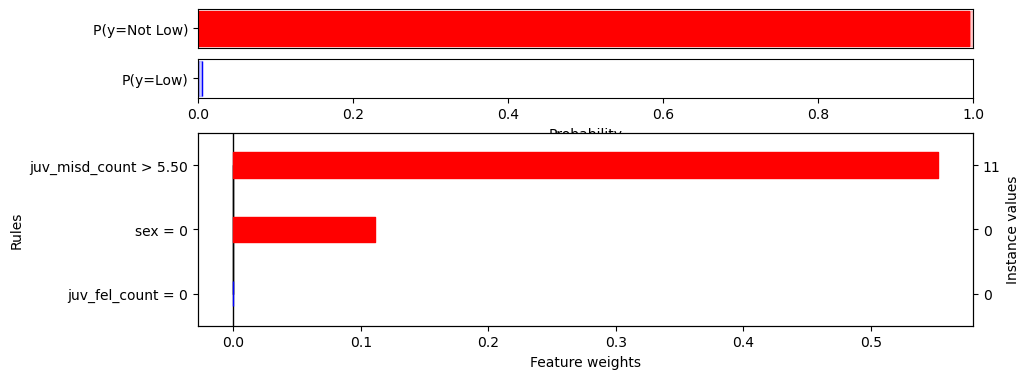 P(y=Not Low)
P(y=Low)
0.0 0.2 0.4 0.6 0.8 1.0
Probability
juv_misd_count > 5.50 11
sex = 0 0
juv_fel_count = 0 0
Rules
Instance values
0.0 0.1 0.2 0.3 0.4 0.5
Feature weights